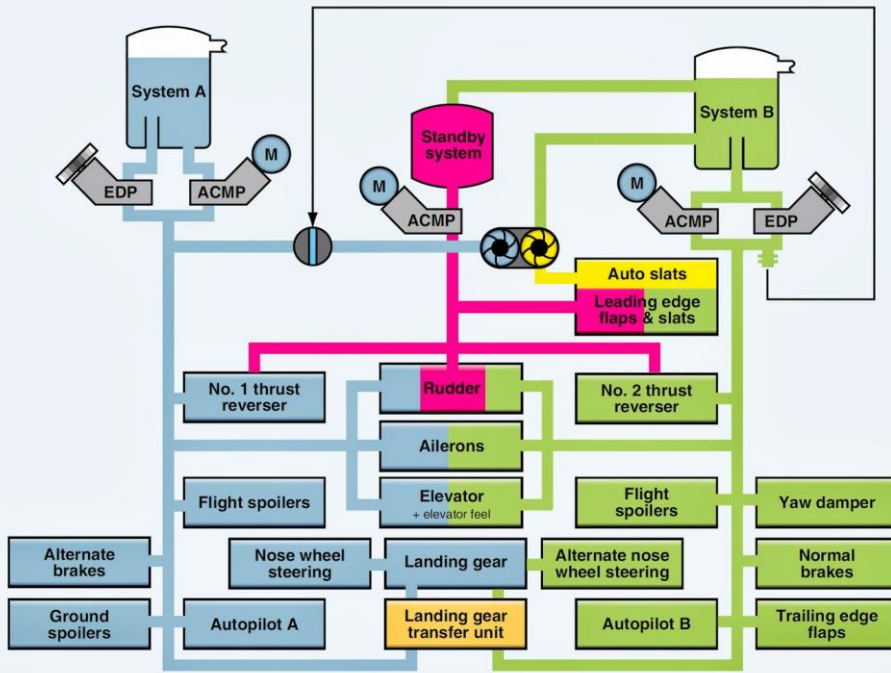 System A
System B
Standby
system
M
EDP
ACMP
M
ACMP
M
ACMP
EDP
Auto slats
Leading edge
flaps & slats
No. 1 thrust
reverser
Rudder
No. 2 thrust
reverser
Ailerons
Flight spoilers
Elevator
+ elevator feel
Flight
spoilers
Yaw damper
Alternate
brakes
Nose wheel
steering
Landing gear
Alternate nose
wheel steering
Normal
brakes
Ground
spoilers
Autopilot A
Landing gear
transfer unit
Autopilot B
Trailing edge
flaps